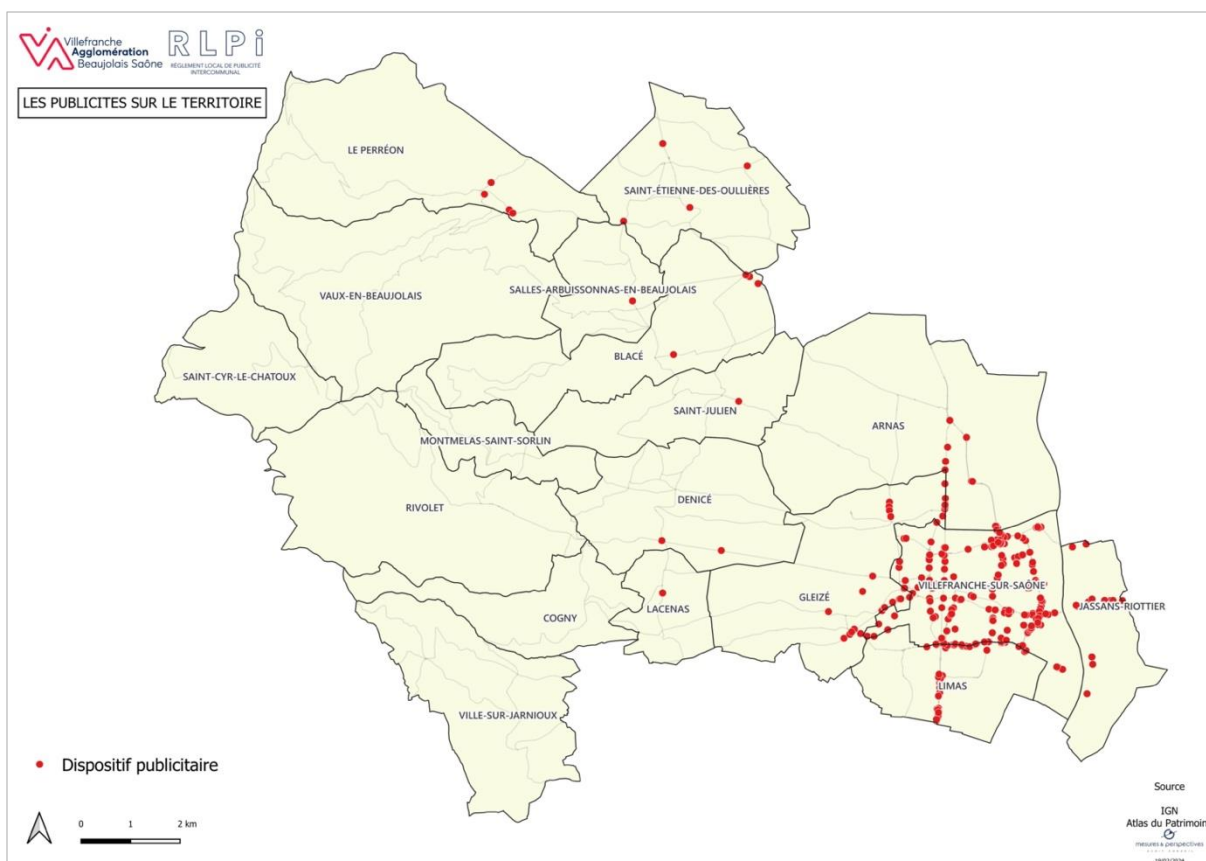 Villefranche
Agglomération
Beaujolais Saône
RLPi
RÈGLEMENT LOCAL DE PUBLICITÉ
INTERCOMMUNAL
LES PUBLICITES SUR LE TERRITOIRE
LE PERRÉON
SAINT-ÉTIENNE-DES-OULLIÈRES
VAUX-EN-BEAUJOLAIS
SALLES-ARBUISSONNAS-EN-BEAUJOLAIS
BLACÉ
SAINT-CYR-LE-CHATOUX
SAINT-JULIEN
ARNAS
MONTMELAS-SAINT-SORLIN
DENICÉ
RIVOLET
VILLEFRANCHE-SUR-SAÔNE
GLEIZÉ
LACENAS
JASSANS-RIOTTIER
COGNY
LIMAS
VILLE-SUR-JARNIOUX
Dispositif publicitaire
0 1 2 km
Source
IGN
Atlas du Patrimoin
mesures & perspectives